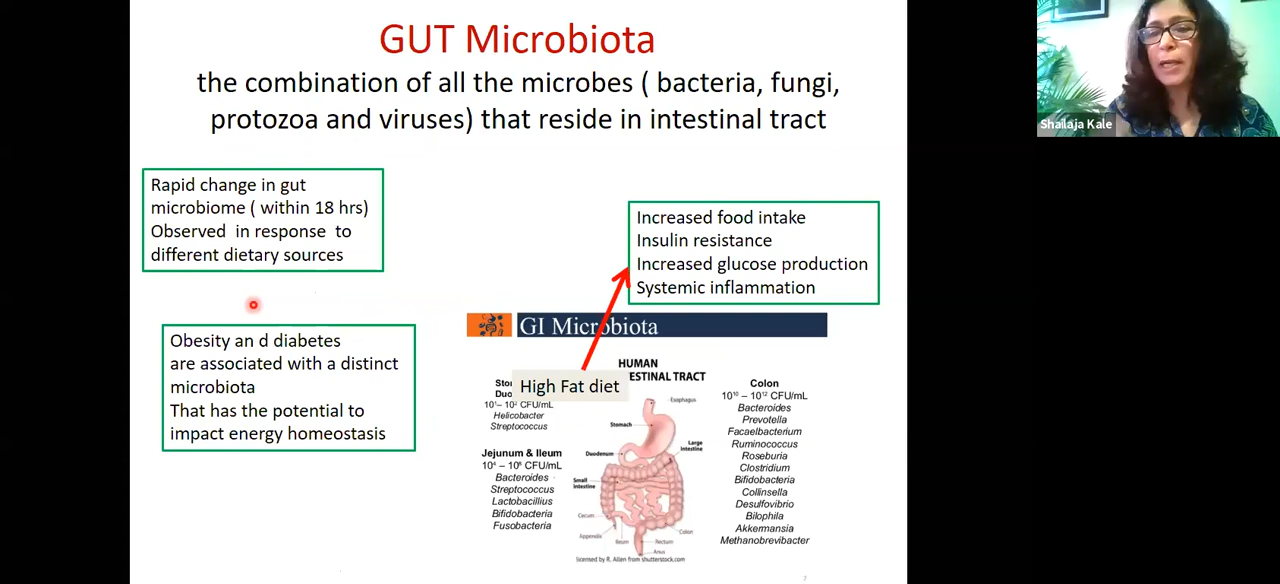 GUT Microbiota
the combination of all the microbes ( bacteria, fungi,
protozoa and viruses) that reside in intestinal tract
Shailaja Kale
Rapid change in gut
microbiome ( within 18 hrs)
Observed in response to
different dietary sources
Increased food intake
Insulin resistance
Increased glucose production
Systemic inflammation
Obesity an d diabetes
are associated with a distinct
microbiota
That has the potential to
impact energy homeostasis
GI Microbiota
High Fat diet
HUMAN
ESTINAL TRACT
Sto
Duo
10¹– 10² CFU/mL
Helicobacter
Streptococcus
Jejunum & Ileum
CFU/mL
Bacteroides
Streptococcus
Lactobacillius
Bifidobacteria
Fusobacteria
Esophagus
Stomach
Duodenum
Large
Intestine
Small
Intestine
Cecum
Appendix
Ileum
Rectum
Colon
Anus
licensed by R. Allen from shutterstock.com
Colon
10¹⁰ – 10¹² CFU/mL
Bacteroides
Prevotella
Facaelbacterium
Ruminococcus
Roseburia
Clostridium
Bifidobacteria
Collinsella
Desulfovibrio
Bilophila
Akkermansia
Methanobrevibacter
7